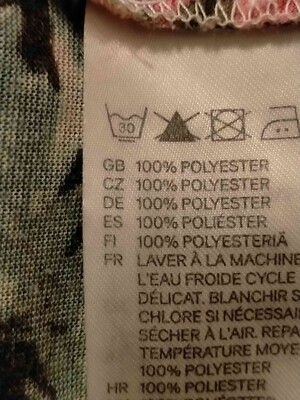 30
GB 100% POLYESTER
CZ 100% POLYESTER
DE 100% POLYESTER
ES 100% POLIÉSTER
FI 100% POLYESTERIÄ
FR LAVER À LA MACHINE
L'EAU FROIDE CYCLE
DÉLICAT. BLANCHIR S
CHLORE SI NÉCESSAI
SÉCHER À L'AIR. REPA
TEMPÉRATURE MOYE
100% POLYESTER
HR 100% POLIESTER